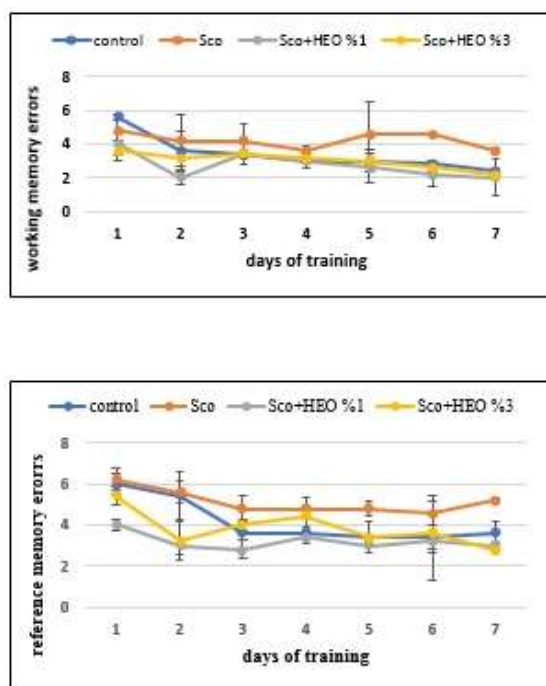 control Sco Sco+HEO %1 Sco+HEO %3
8
6
4
2
0
working memory errors
1 2 3 4 5 6 7
days of training
control Sco Sco+HEO %1 Sco+HEO %3
8
6
4
2
0
reference memory erorrs
1 2 3 4 5 6 7
days of training